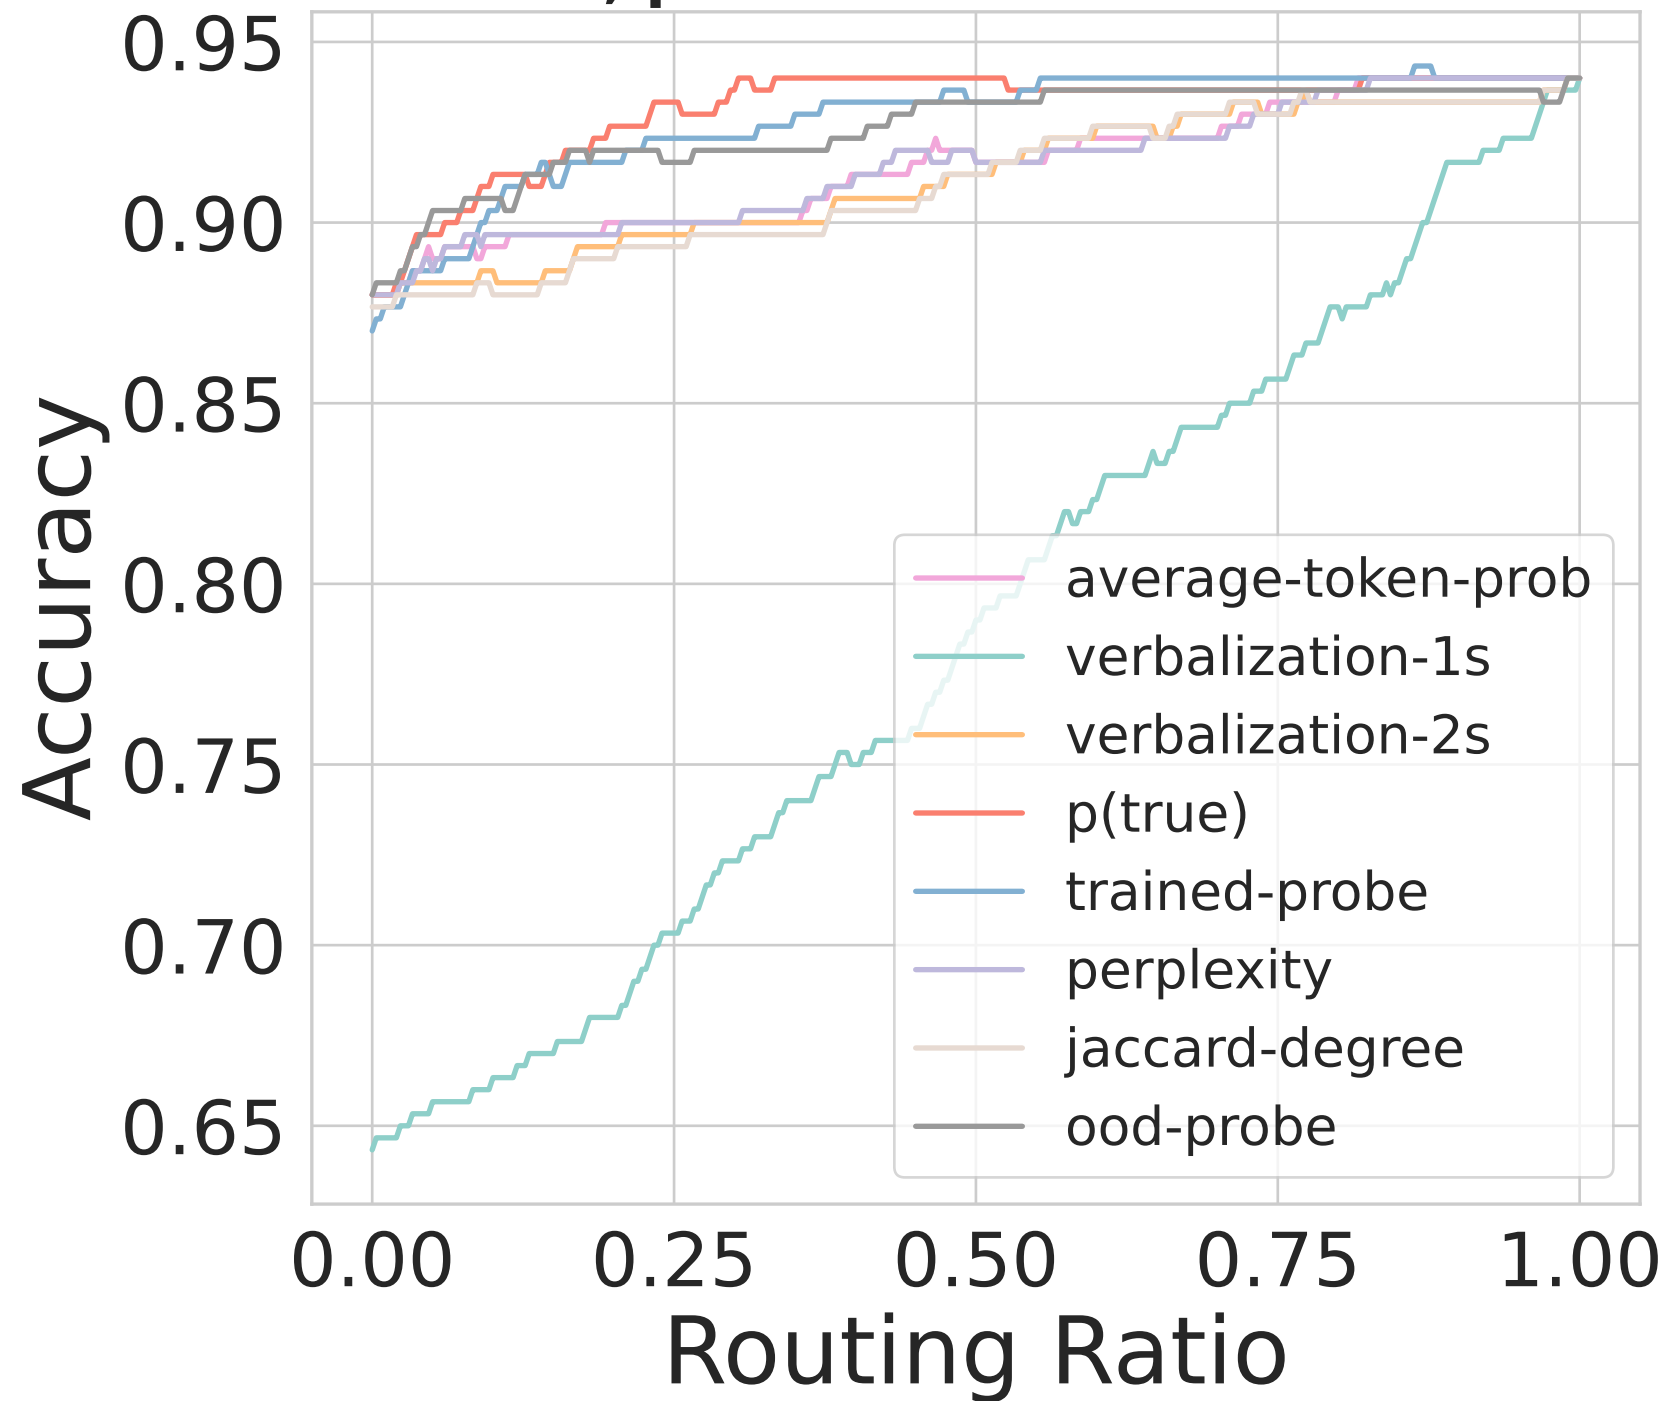 0.95
0.90
0.85
0.80
0.75
0.70
0.65
Accuracy
average-token-prob
verbalization-1s
verbalization-2s
p(true)
trained-probe
perplexity
jaccard-degree
ood-probe
0.00 0.25 0.50 0.75 1.00
Routing Ratio